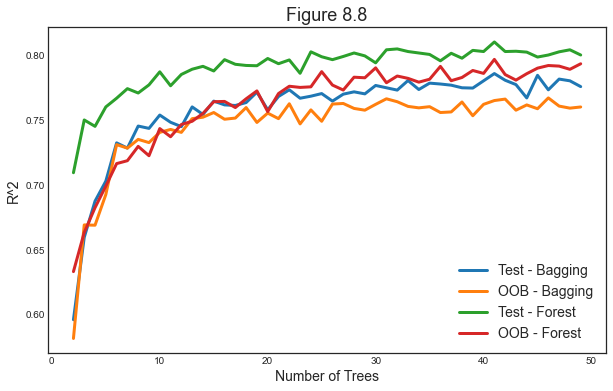 Figure 8.8
R^2
0.80
0.75
0.70
0.65
0.60
Test - Bagging
OOB - Bagging
Test - Forest
OOB - Forest
0
10
20
30
40
50
Number of Trees